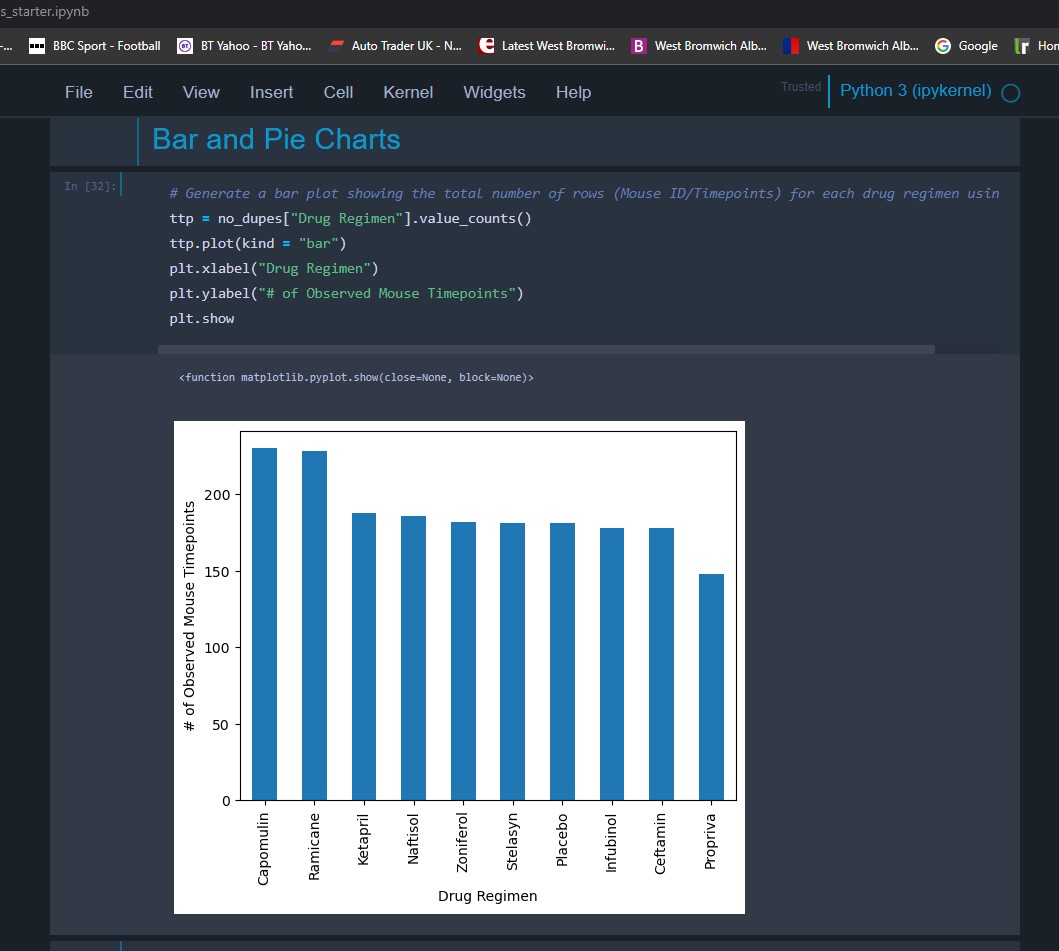 s_starter.ipynb
-... BBC Sport - Football BT Yahoo - BT Yaho... Auto Trader UK - N... Latest West Bromwi... West Bromwich Alb... West Bromwich Alb... Google Hon
File Edit View Insert Cell Kernel Widgets Help Trusted Python 3 (ipykernel)
Bar and Pie Charts
In [32]:
# Generate a bar plot showing the total number of rows (Mouse ID/Timepoints) for each drug regimen usin
ttp = no_dupes["Drug Regimen"].value_counts()
ttp.plot(kind = "bar")
plt.xlabel("Drug Regimen")
plt.ylabel("# of Observed Mouse Timepoints")
plt.show
<function matplotlib.pyplot.show(close=None, block=None)>
# of Observed Mouse Timepoints
200
150
100
50
0
Capomulin
Ramicane
Ketapril
Naftisol
Zoniferol
Stelasyn
Placebo
Infubinol
Ceftamin
Propriva
Drug Regimen